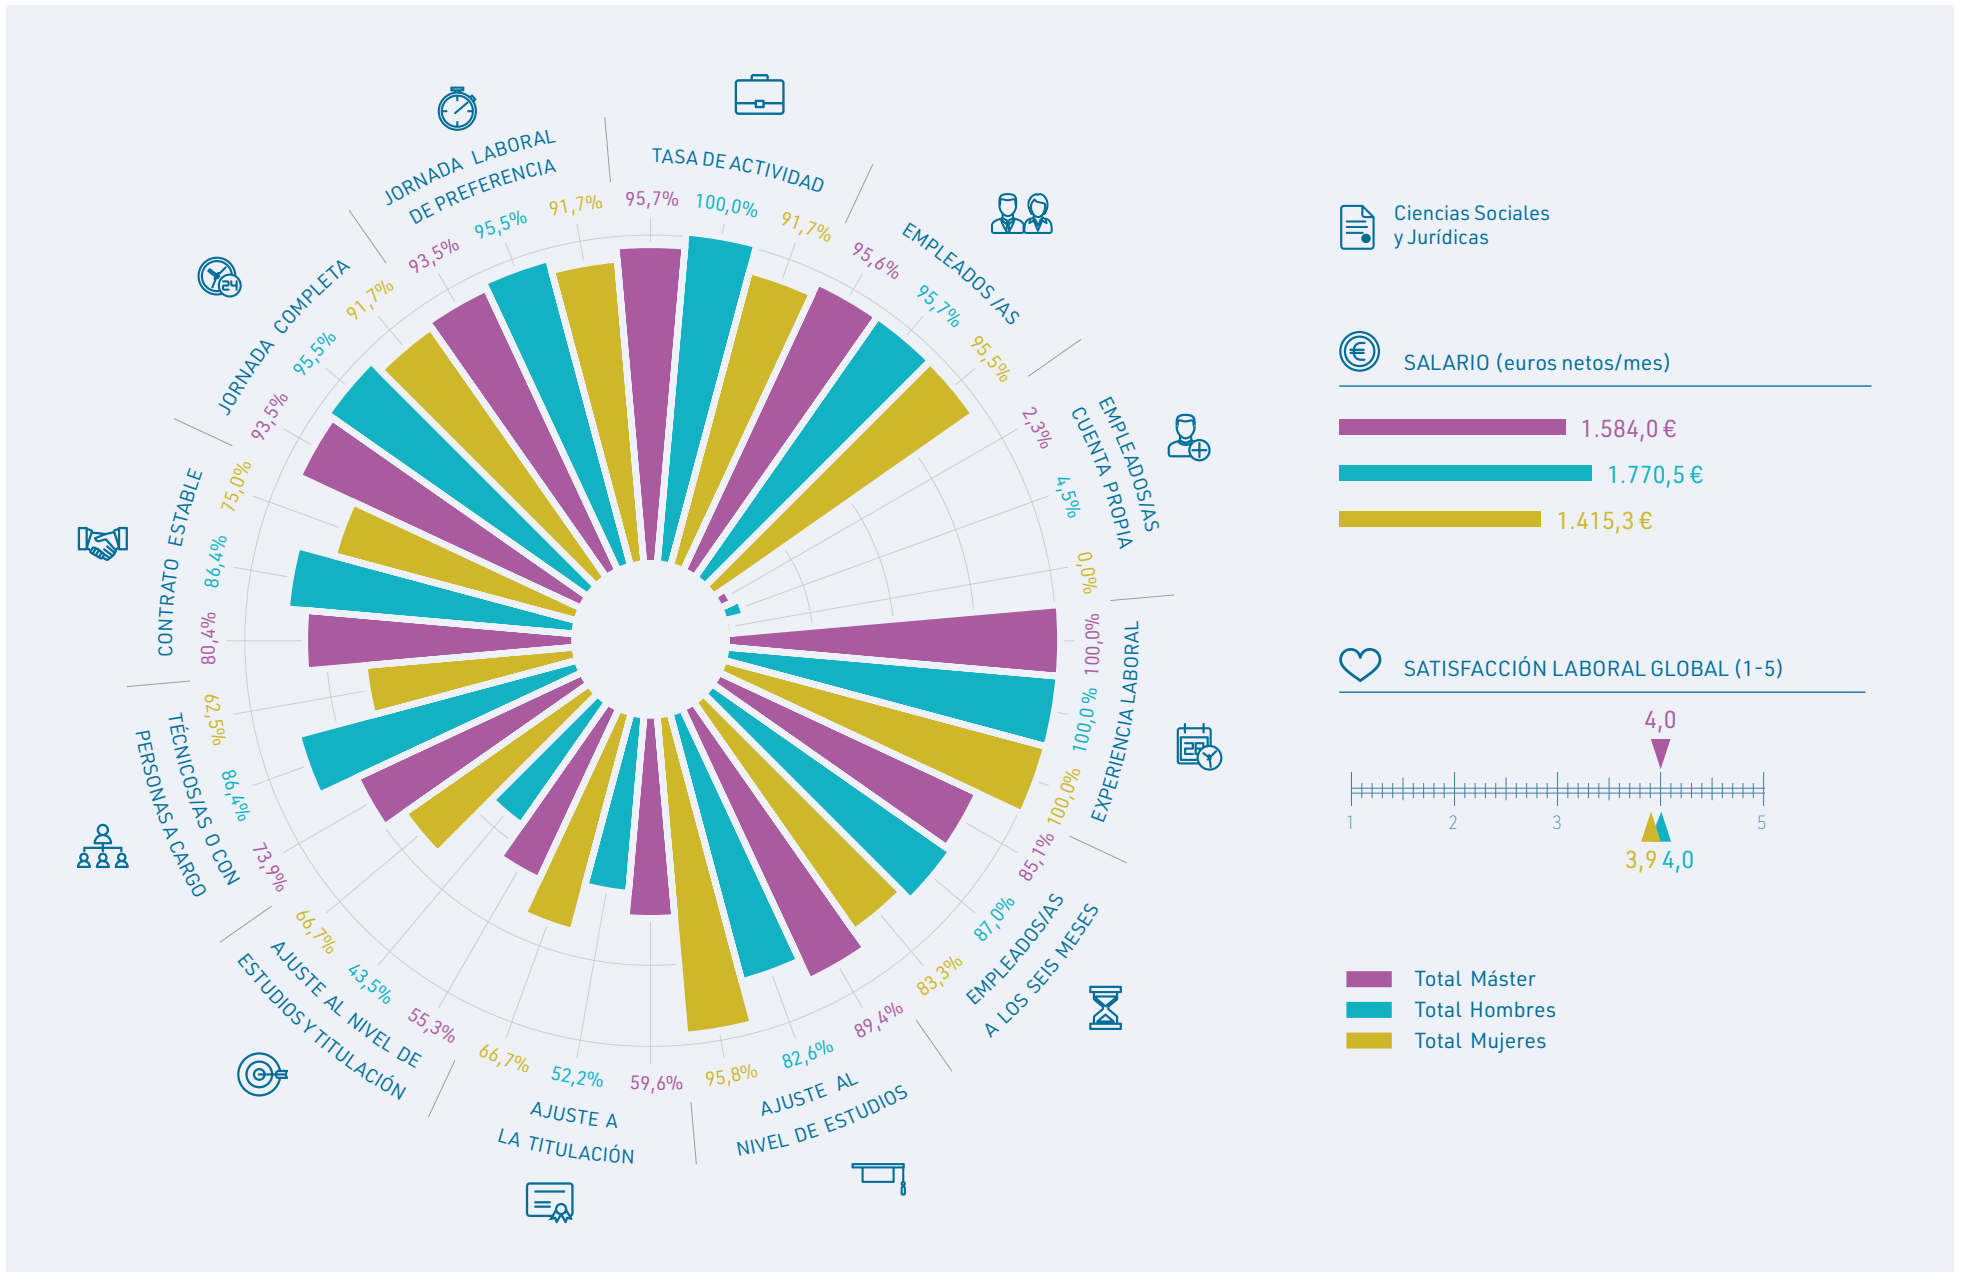 TASA DE ACTIVIDAD
95,7%
100,0%
91,7%
EMPLEADOS /AS
95,6%
95,7%
95,5%
EMPLEADOS/AS
CUENTA PROPIA
2,3%
4,5%
0,0%
EXPERIENCIA LABORAL
100,0%
100,0 %
100,0%
EMPLEADOS/AS
A LOS SEIS MESES
85,1%
87,0%
83,3%
AJUSTE AL
NIVEL DE ESTUDIOS
89,4%
82,6%
95,8%
AJUSTE A
LA TITULACIÓN
59,6%
52,2%
66,7%
AJUSTE AL NIVEL DE
ESTUDIOS Y TITULACIÓN
55,3%
43,5%
66,7%
TÉCNICOS/AS O CON
PERSONAS A CARGO
73,9%
86,4%
62,5%
CONTRATO ESTABLE
80,4%
86,4%
75,0%
JORNADA COMPLETA
24
93,5%
95,5%
91,7%
JORNADA LABORAL
DE PREFERENCIA
93,5%
95,5%
91,7%
Ciencias Sociales
y Jurídicas
€
SALARIO (euros netos/mes)
1.584,0 €
1.770,5 €
1.415,3 €
SATISFACCIÓN LABORAL GLOBAL (1-5)
4,0
1 2 3 5
3,9 4,0
Total Máster
Total Hombres
Total Mujeres